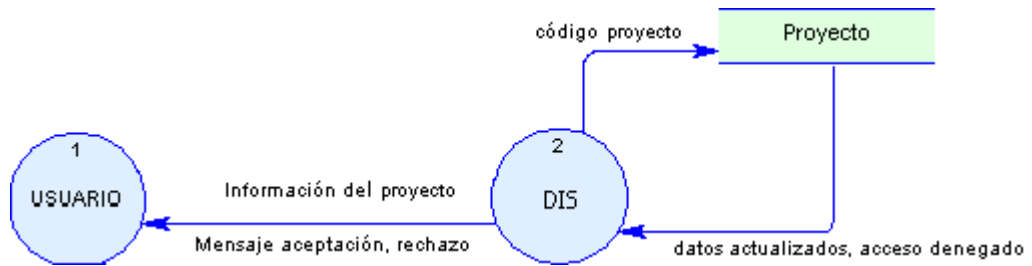 código proyecto
Proyecto
1
USUARIO
Información del proyecto
Mensaje aceptación, rechazo
2
DIS
datos actualizados, acceso denegado